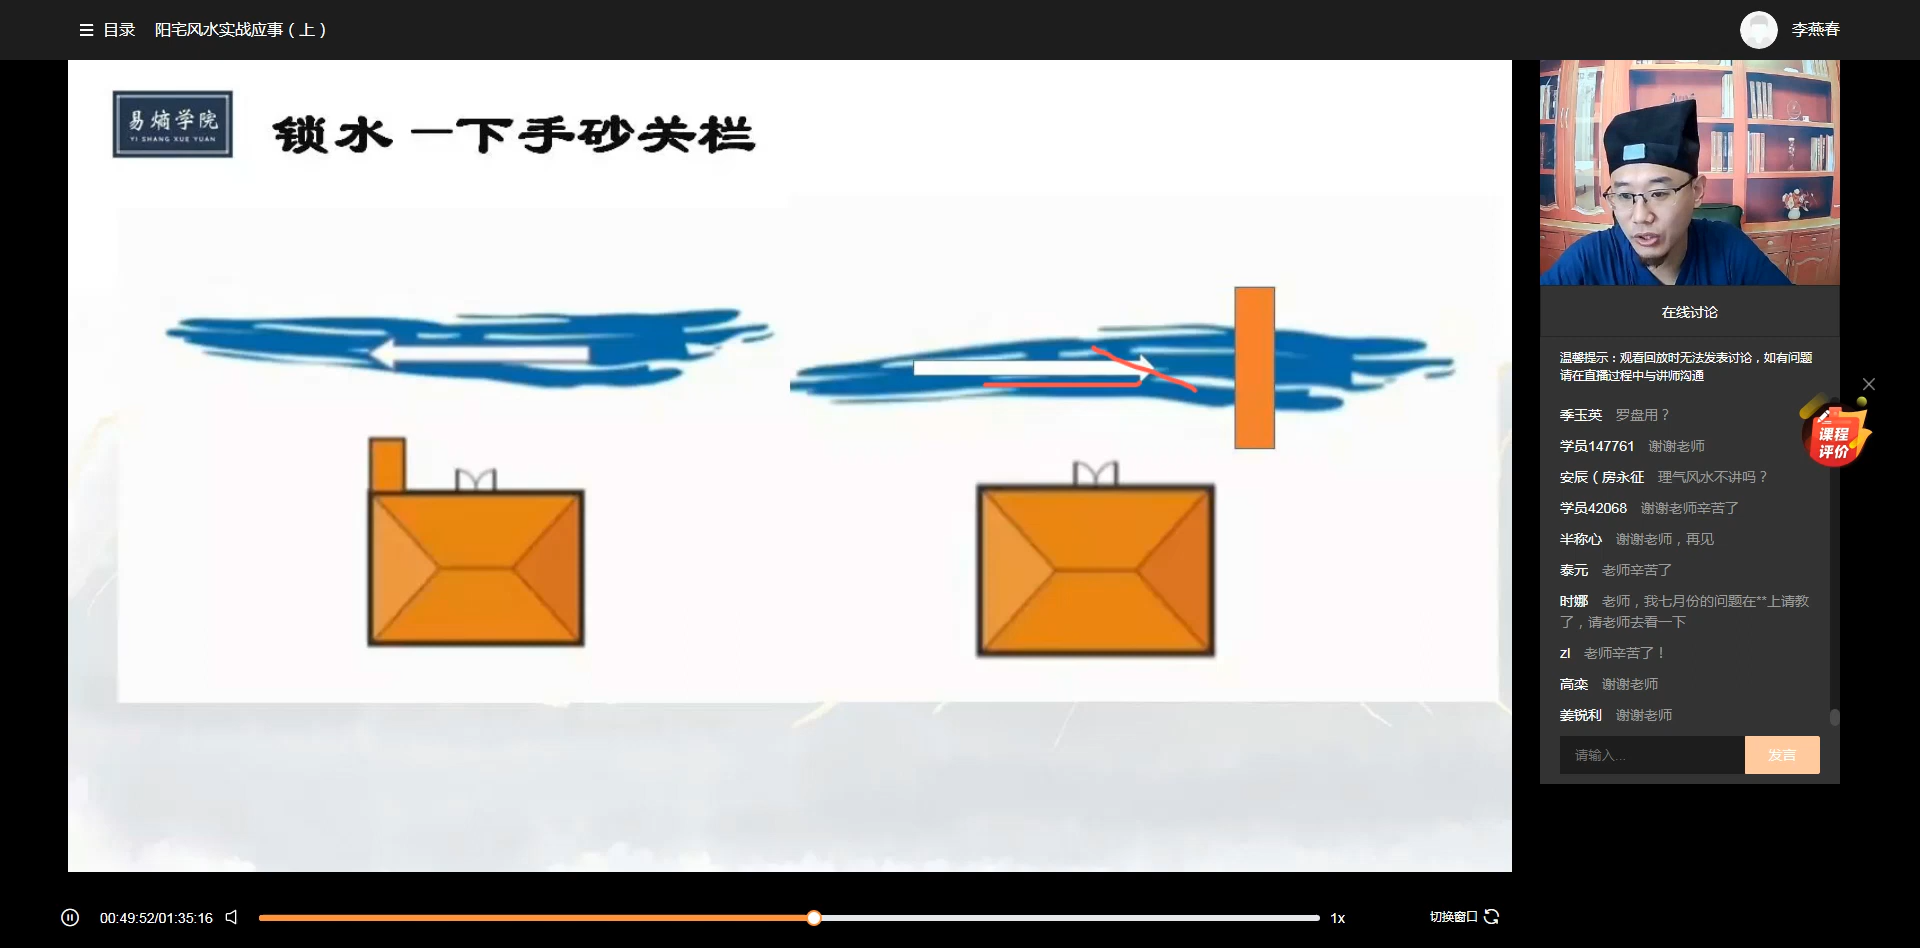 目录 阳宅风水实战应事（上）
李燕春
易熵学院
YI SHANG XUE YUAN
锁水一下手砂关栏
在线讨论
温馨提示：观看回放时无法发表讨论，如有问题
请在直播过程中与讲师沟通
季玉英 罗盘用？
学员147761 谢谢老师
安辰（房永征 理气风水不讲吗？
学员42068 谢谢老师辛苦了
半称心 谢谢老师，再见
泰元 老师辛苦了
时娜 老师，我七月份的问题在**上请教
了，请老师去看一下
zl 老师辛苦了！
高栾 谢谢老师
姜锐利 谢谢老师
课程
评价
请输入... 发言
00:49:52/01:35:16 1x 切换窗口